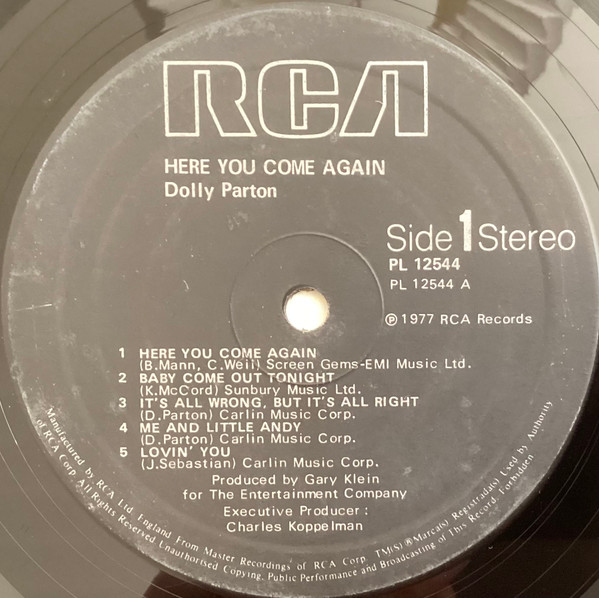 RCA
HERE YOU COME AGAIN
Dolly Parton
Side 1 Stereo
PL 12544
PL 12544 A
℗ 1977 RCA Records
1 HERE YOU COME AGAIN
(B.Mann, C.Weil) Screen Gems-EMI Music Ltd.
2 BABY COME OUT TONIGHT
(K.McCord) Sunbury Music Ltd.
3 IT'S ALL WRONG, BUT IT'S ALL RIGHT
(D.Parton) Carlin Music Corp.
4 ME AND LITTLE ANDY
(D.Parton) Carlin Music Corp.
5 LOVIN' YOU
(J.Sebastian) Carlin Music Corp.
Produced by Gary Klein
for The Entertainment Company
Executive Producer :
Charles Koppelman
Manufactured by RCA Ltd. England From Master Recordings of RCA Corp. TM(S)®Marca(s) Registrada(s) Used by Authority
of RCA Corp. All Rights Reserved Unauthorised Copying, Public Performance and Broadcasting of This Record Forbidden